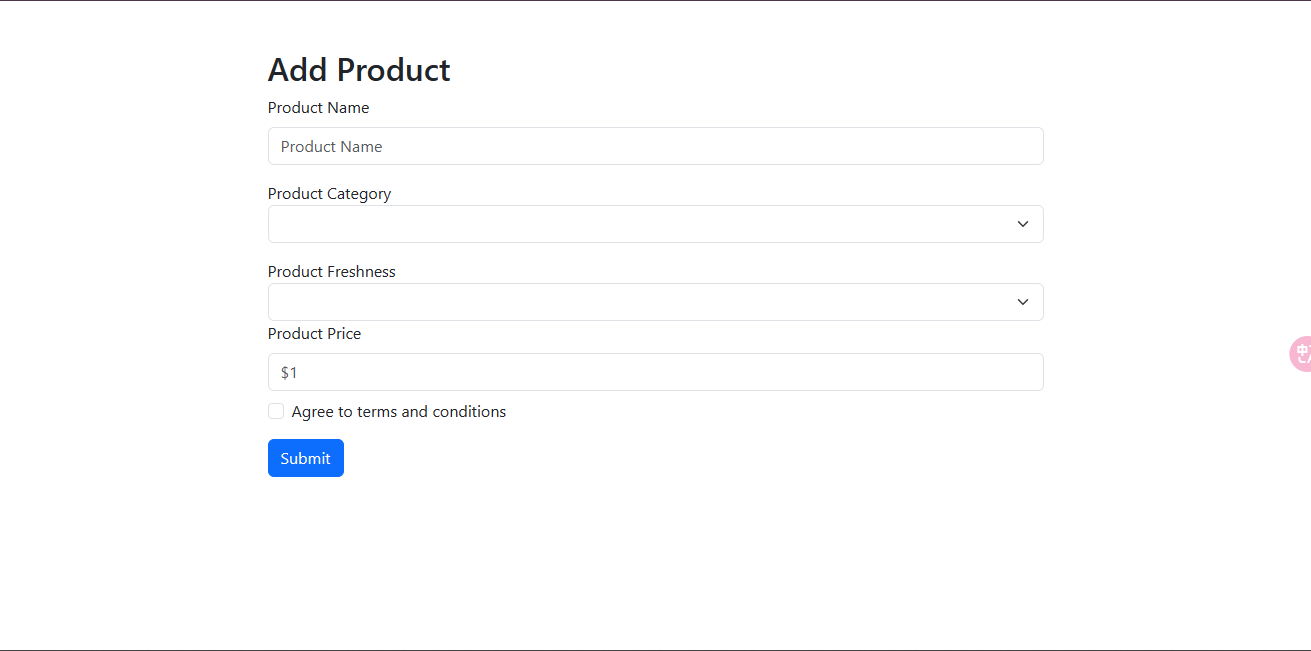 Add Product
Product Name
Product Name
Product Category
Product Freshness
Product Price
$1
Agree to terms and conditions
Submit